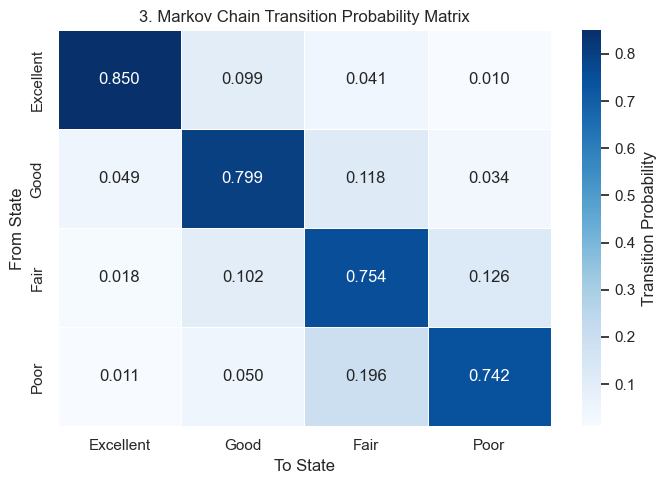 3. Markov Chain Transition Probability Matrix
From State
Excellent
0.850 0.099 0.041 0.010
Good
0.049 0.799 0.118 0.034
Fair
0.018 0.102 0.754 0.126
Poor
0.011 0.050 0.196 0.742
Excellent Good Fair Poor
To State
0.8
0.7
0.6
0.5
0.4
0.3
0.2
0.1
Transition Probability